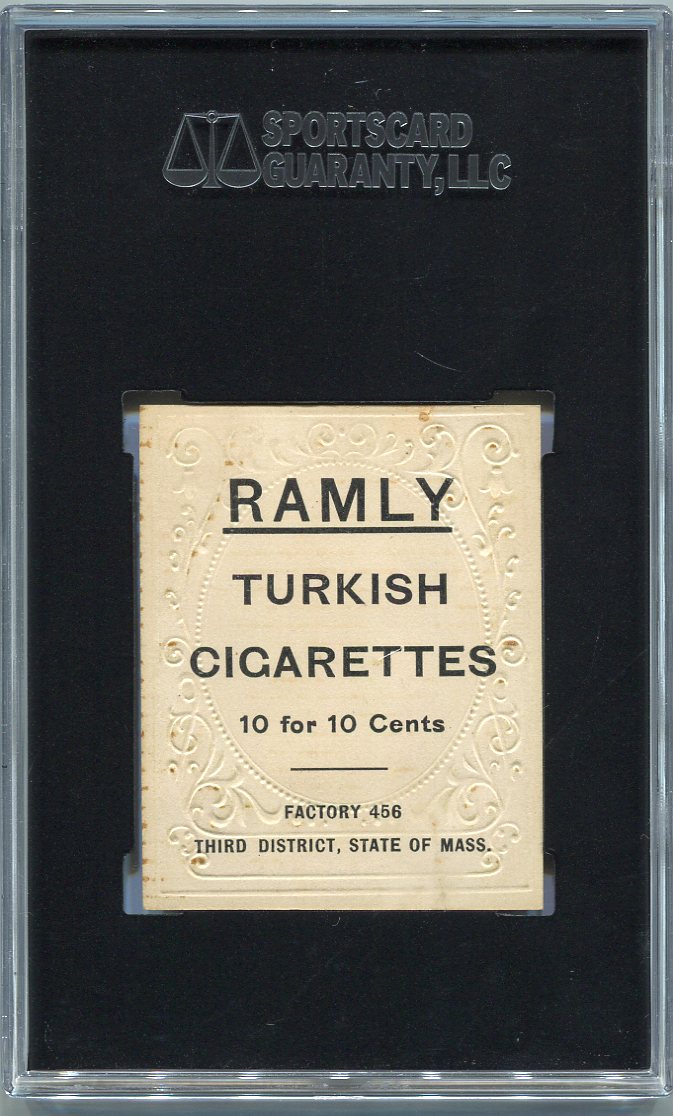 SPORTSCARD
GUARANTY, LLC
RAMLY
TURKISH
CIGARETTES
10 for 10 Cents
FACTORY 456
THIRD DISTRICT, STATE OF MASS.